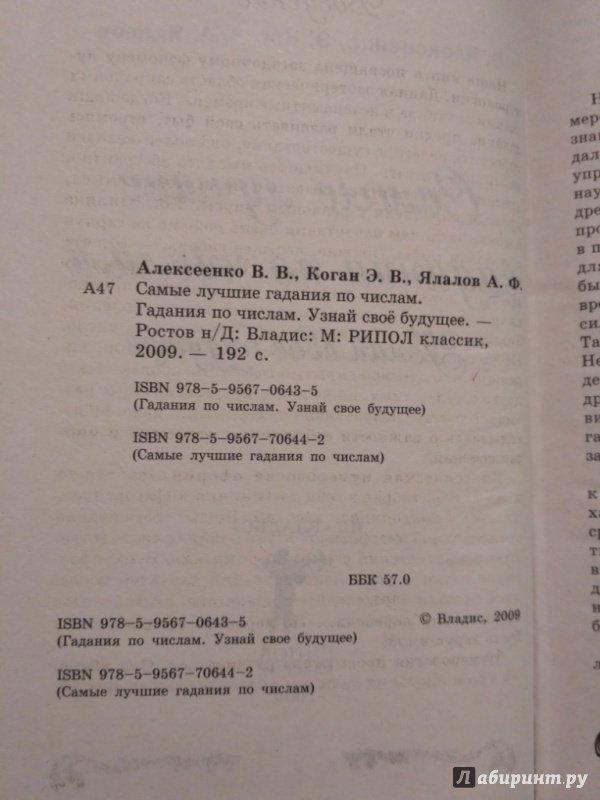 Алексеенко В. В., Коган Э. В., Ялалов А. Ф.
А47 Самые лучшие гадания по числам.
Гадания по числам. Узнай своё будущее. —
Ростов н/Д: Владис: М: РИПОЛ классик,
2009. — 192 с.
ISBN 978-5-9567-0643-5
(Гадания по числам. Узнай свое будущее)
ISBN 978-5-9567-70644-2
(Самые лучшие гадания по числам)
ББК 57.0
ISBN 978-5-9567-0643-5
(Гадания по числам. Узнай свое будущее)
© Владис, 2009
ISBN 978-5-9567-70644-2
(Самые лучшие гадания по числам)
Лабиринт.ру